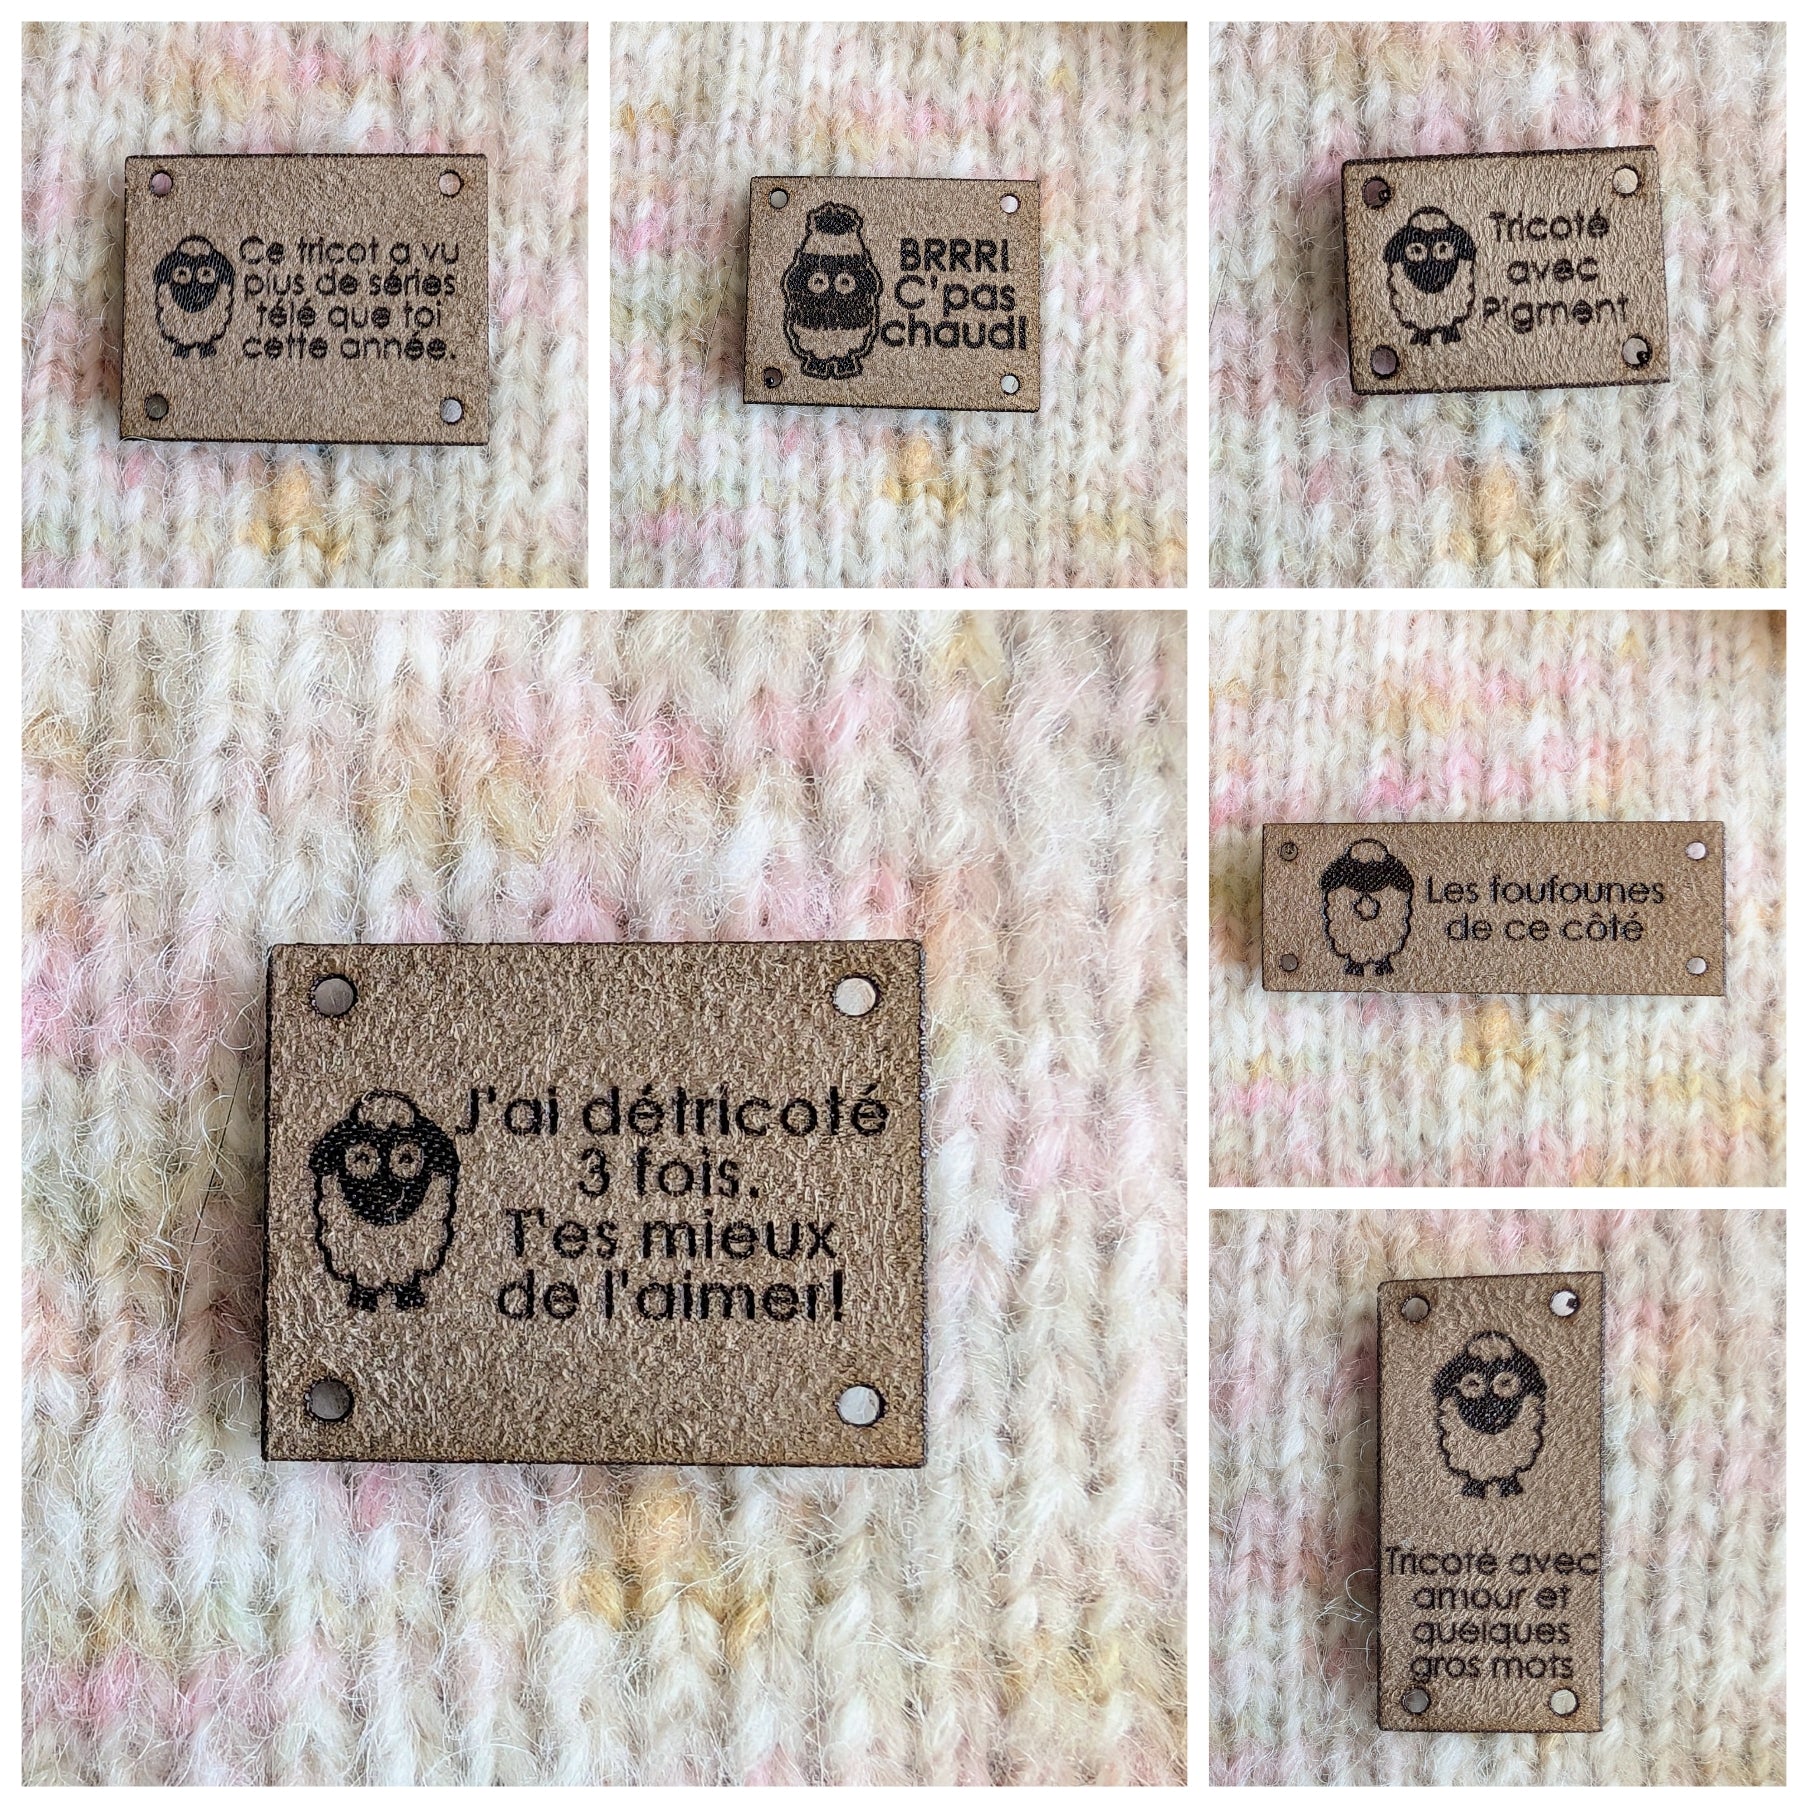 Ce tricot a vu
plus de séries
télé que toi
cette année.
BRRR!
C'pas
chaud!
Tricoté
avec
P'gment
J'ai détricoté
3 fois.
T'es mieux
de l'aimer!
Les foufounes
de ce côté
Tricoté avec
amour et
quelques
gros mots